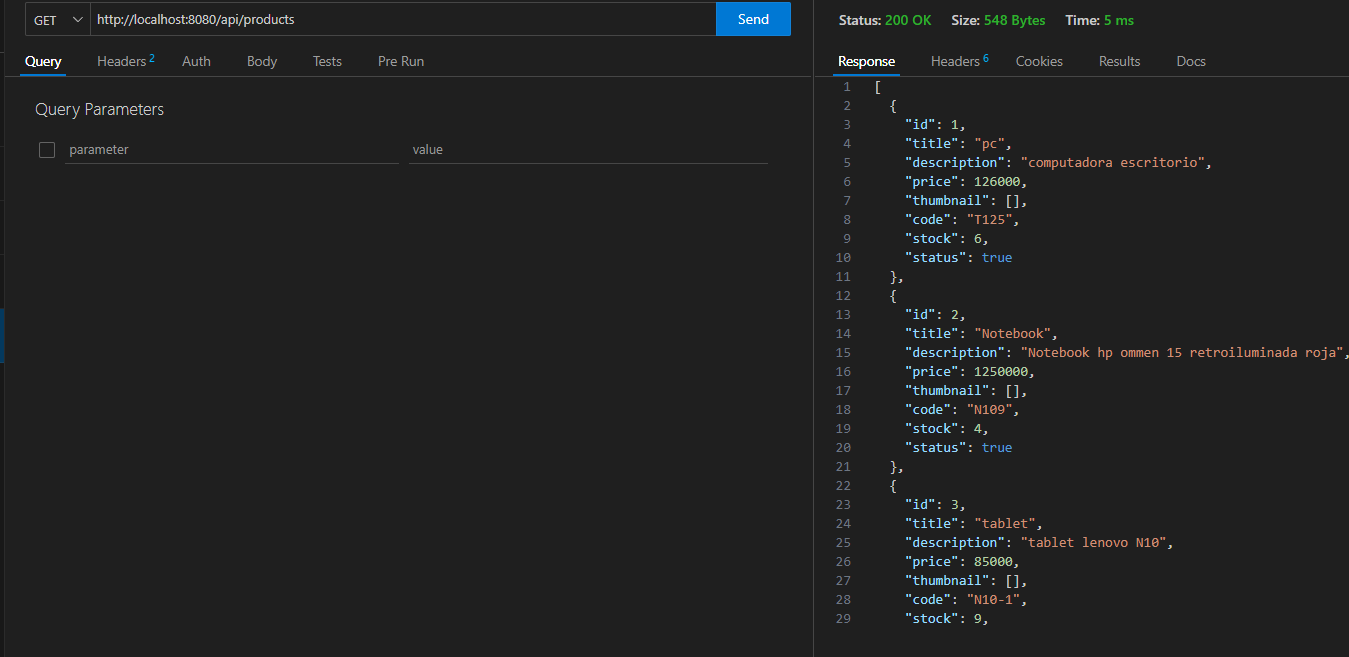 GET http://localhost:8080/api/products Send
Query Headers 2 Auth Body Tests Pre Run
Query Parameters
parameter value
Status: 200 OK Size: 548 Bytes Time: 5 ms
Response Headers 6 Cookies Results Docs
1 [
2 {
3 "id": 1,
4 "title": "pc",
5 "description": "computadora escritorio",
6 "price": 126000,
7 "thumbnail": [],
8 "code": "T125",
9 "stock": 6,
10 "status": true
11 },
12 {
13 "id": 2,
14 "title": "Notebook",
15 "description": "Notebook hp ommen 15 retroiluminada roja",
16 "price": 1250000,
17 "thumbnail": [],
18 "code": "N109",
19 "stock": 4,
20 "status": true
21 },
22 {
23 "id": 3,
24 "title": "tablet",
25 "description": "tablet lenovo N10",
26 "price": 85000,
27 "thumbnail": [],
28 "code": "N10-1",
29 "stock": 9,